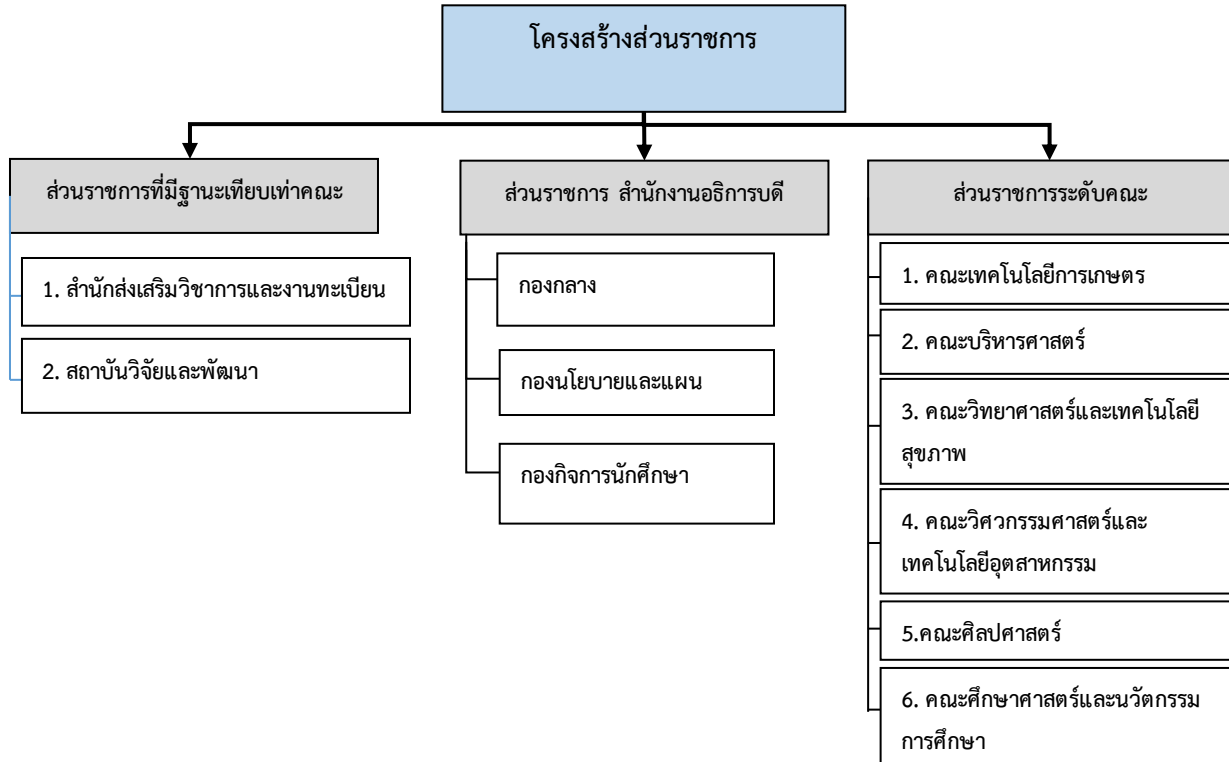 โครงสร้างส่วนราชการ
ส่วนราชการที่มีฐานะเทียบเท่าคณะ
1. สำนักส่งเสริมวิชาการและงานทะเบียน
2. สถาบันวิจัยและพัฒนา
ส่วนราชการ สำนักงานอธิการบดี
กองกลาง
กองนโยบายและแผน
กองกิจการนักศึกษา
ส่วนราชการระดับคณะ
1. คณะเทคโนโลยีการเกษตร
2. คณะบริหารศาสตร์
3. คณะวิทยาศาสตร์และเทคโนโลยี
สุขภาพ
4. คณะวิศวกรรมศาสตร์และ
เทคโนโลยีอุตสาหกรรม
5.คณะศิลปศาสตร์
6. คณะศึกษาศาสตร์และนวัตกรรม
การศึกษา